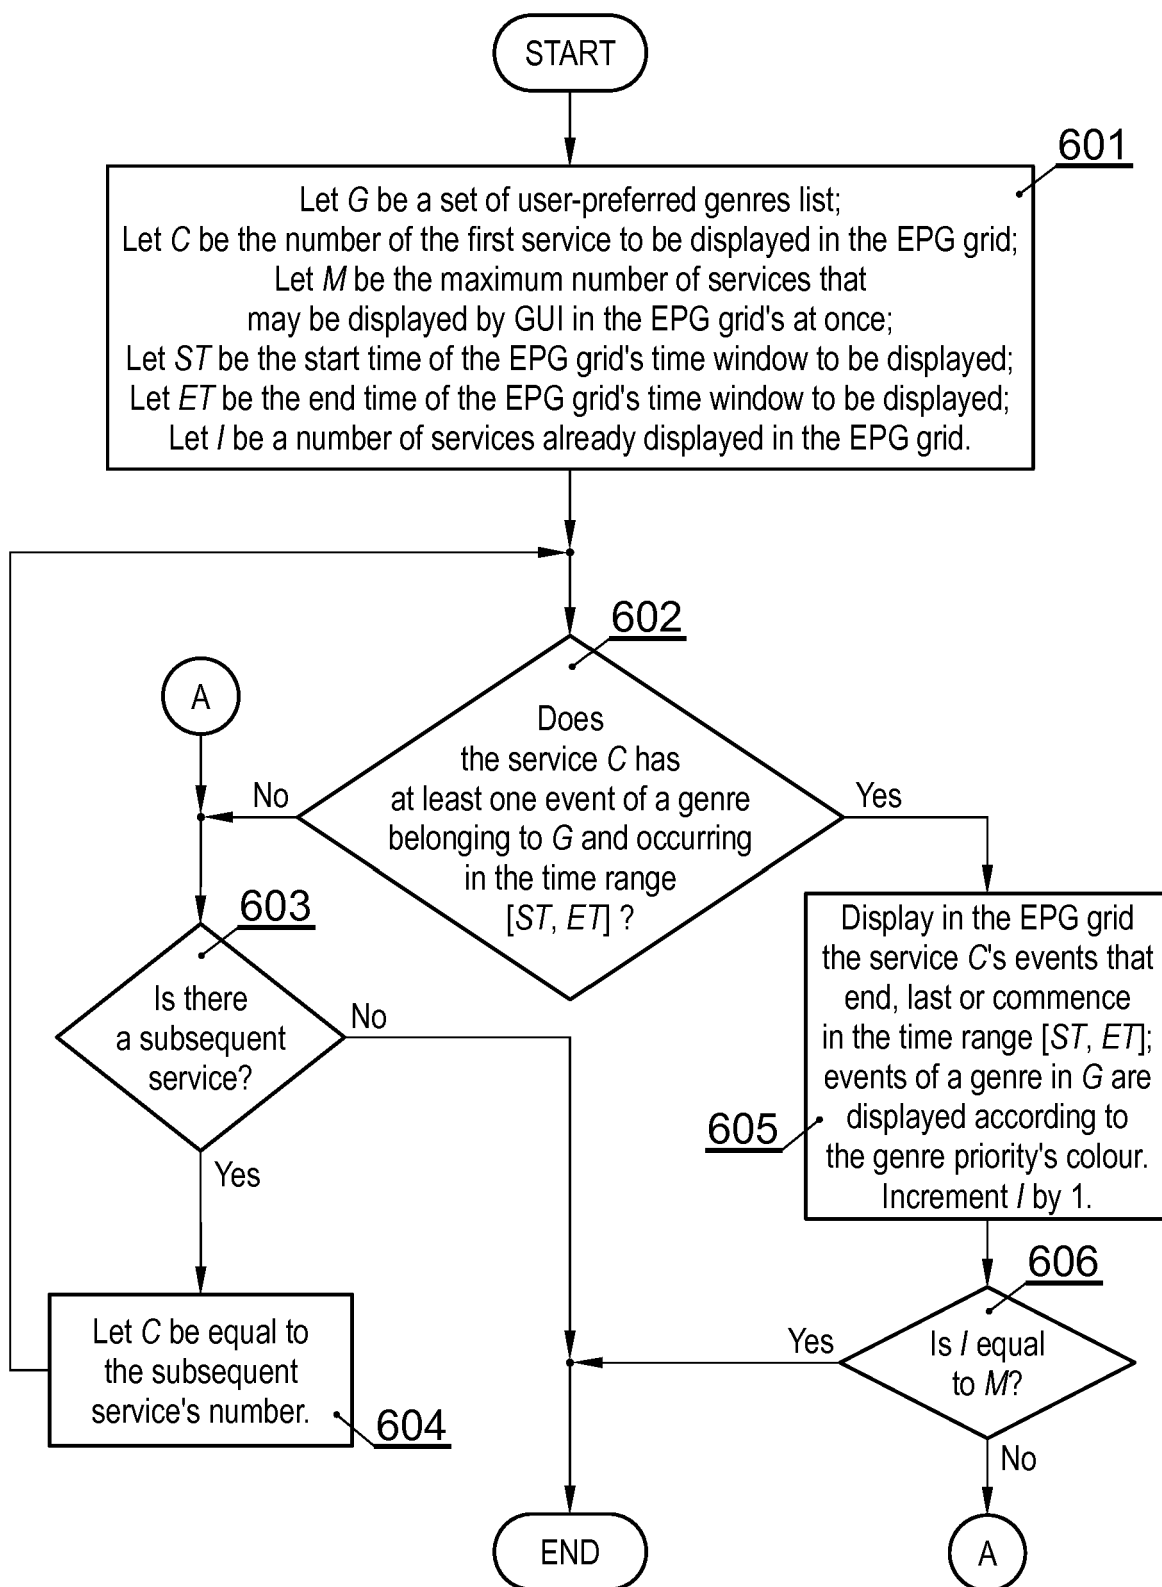 START
601
Let G be a set of user-preferred genres list;
Let C be the number of the first service to be displayed in the EPG grid;
Let M be the maximum number of services that
may be displayed by GUI in the EPG grid's at once;
Let ST be the start time of the EPG grid's time window to be displayed;
Let ET be the end time of the EPG grid's time window to be displayed;
Let I be a number of services already displayed in the EPG grid.
602
A
Does
the service C has
at least one event of a genre
belonging to G and occurring
in the time range
[ST, ET] ?
No
Yes
603
Is there
a subsequent
service?
No
Yes
Display in the EPG grid
the service C's events that
end, last or commence
in the time range [ST, ET];
events of a genre in G are
displayed according to
the genre priority's colour.
Increment I by 1.
605
606
Let C be equal to
the subsequent
service's number.
604
Yes
Is I equal
to M?
No
END
A